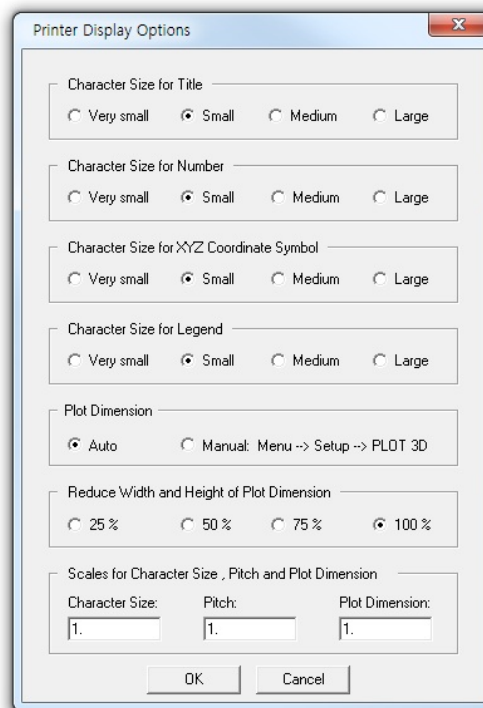 Printer Display Options
Character Size for Title
Very small Small Medium Large
Character Size for Number
Very small Small Medium Large
Character Size for XYZ Coordinate Symbol
Very small Small Medium Large
Character Size for Legend
Very small Small Medium Large
Plot Dimension
Auto Manual: Menu --> Setup --> PLOT 3D
Reduce Width and Height of Plot Dimension
25 % 50 % 75 % 100 %
Scales for Character Size , Pitch and Plot Dimension
Character Size: Pitch: Plot Dimension:
1. 1. 1.
OK Cancel